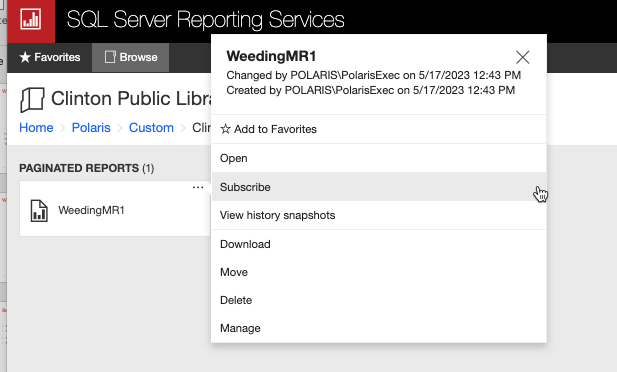 SQL Server Reporting Services
★ Favorites Browse
Clinton Public Libra
Home > Polaris > Custom > Clin
PAGINATED REPORTS (1)
...
WeedingMR1
WeedingMR1
Changed by POLARIS\PolarisExec on 5/17/2023 12:43 PM
Created by POLARIS\PolarisExec on 5/17/2023 12:43 PM
☆ Add to Favorites
Open
Subscribe
View history snapshots
Download
Move
Delete
Manage